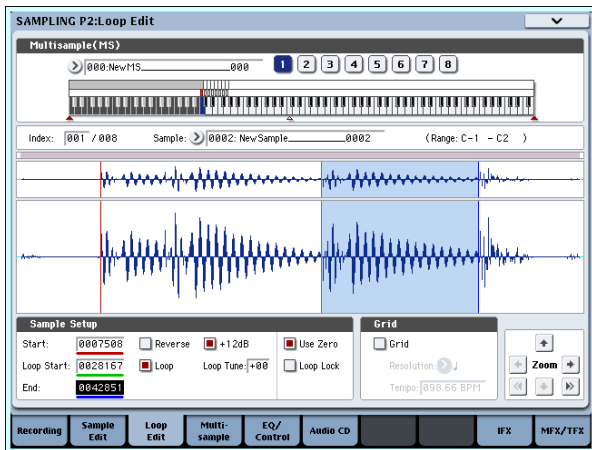 SAMPLING P2:Loop Edit
Multisample(MS)
000:NewMS________________000 1 2 3 4 5 6 7 8
Index: 001 /008 Sample: 0002: NewSample__________0002 (Range: C-1 - C2 )
Sample Setup Grid
Start: 0007508 Reverse +12dB Use Zero Grid
Loop Start: 0028167 Loop Loop Tune: +00 Loop Lock Resolution: ♩ Zoom
End: 0042851 Tempo: 098.66 BPM
Recording Sample Edit Loop Edit Multi-sample EQ/Control Audio CD IFX MFX/TFX